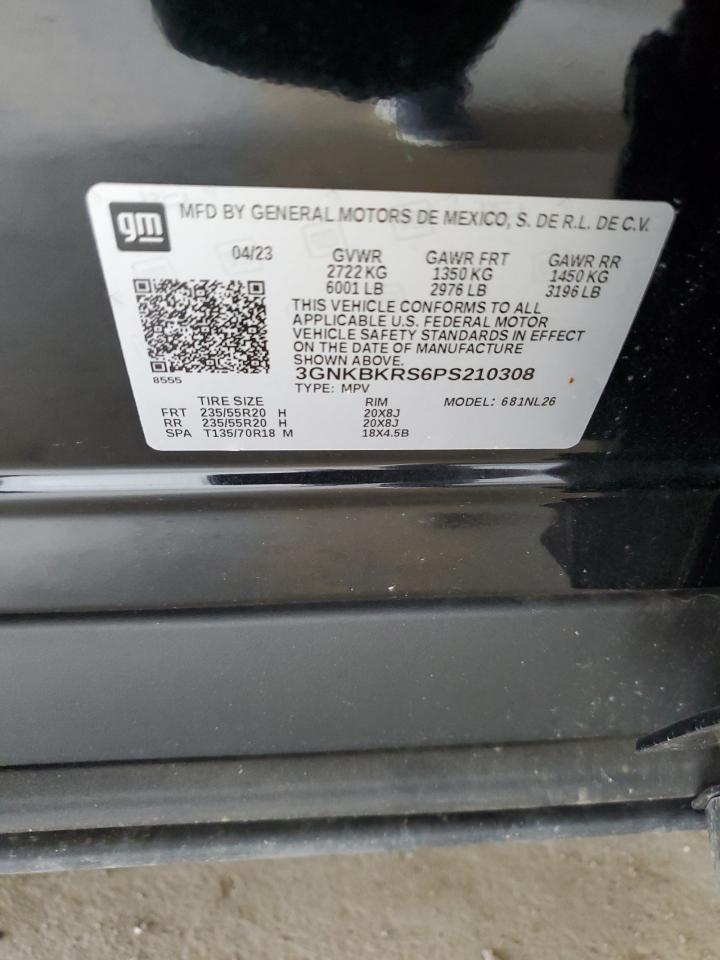 gm MFD BY GENERAL MOTORS DE MEXICO, S. DE R.L. DE C.V.
04/23 GVWR GAWR FRT GAWR RR
2722 KG 1350 KG 1450 KG
6001 LB 2976 LB 3196 LB
THIS VEHICLE CONFORMS TO ALL
APPLICABLE U.S. FEDERAL MOTOR
VEHICLE SAFETY STANDARDS IN EFFECT
ON THE DATE OF MANUFACTURE
SHOWN ABOVE.
8555 3GNKBKRS6PS210308
TYPE: MPV
TIRE SIZE RIM MODEL: 681NL26
FRT 235/55R20 H 20X8J
RR 235/55R20 H 20X8J
SPA T135/70R18 M 18X4.5B